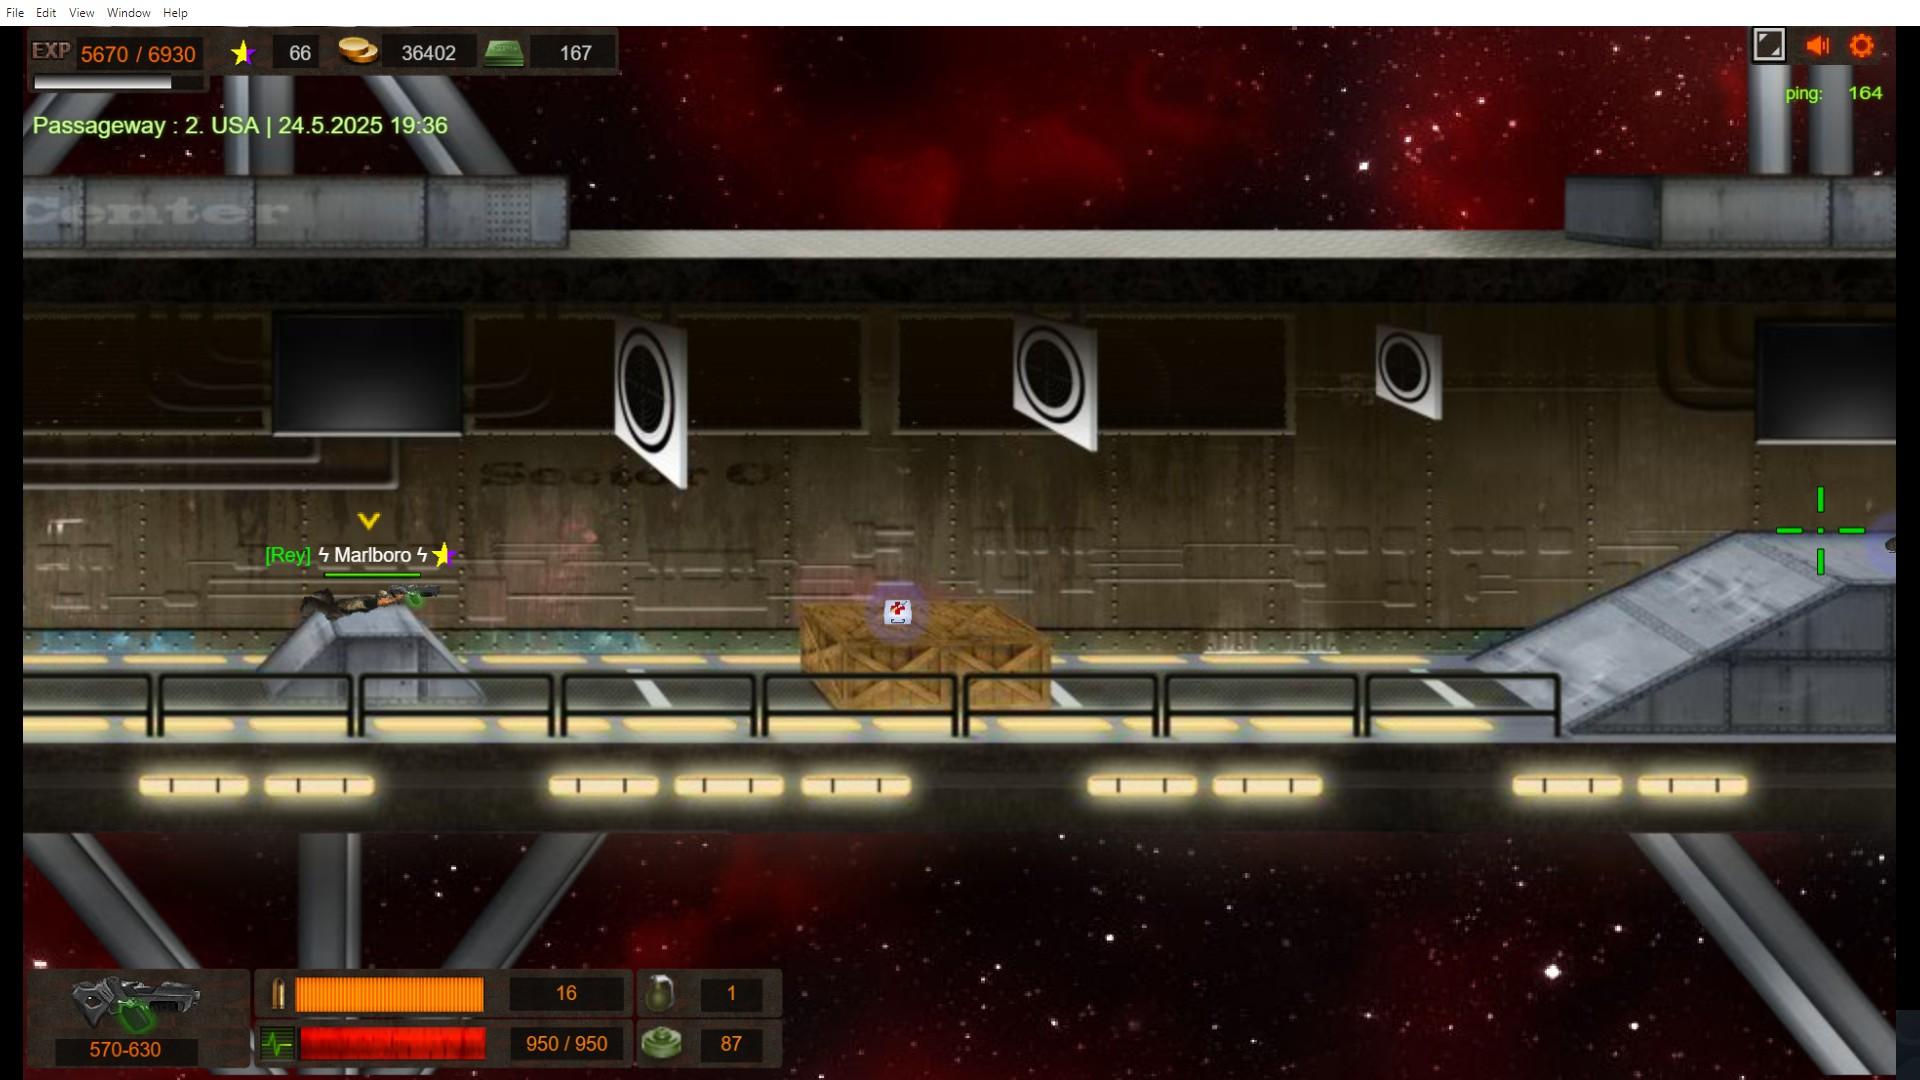 File Edit View Window Help
EXP 5670 / 6930 66 36402 167
ping: 164
Passageway : 2. USA | 24.5.2025 19:36
Center
Sector C
[Rey] ϟ Marlboro ϟ
16 1
570-630 950 / 950 87